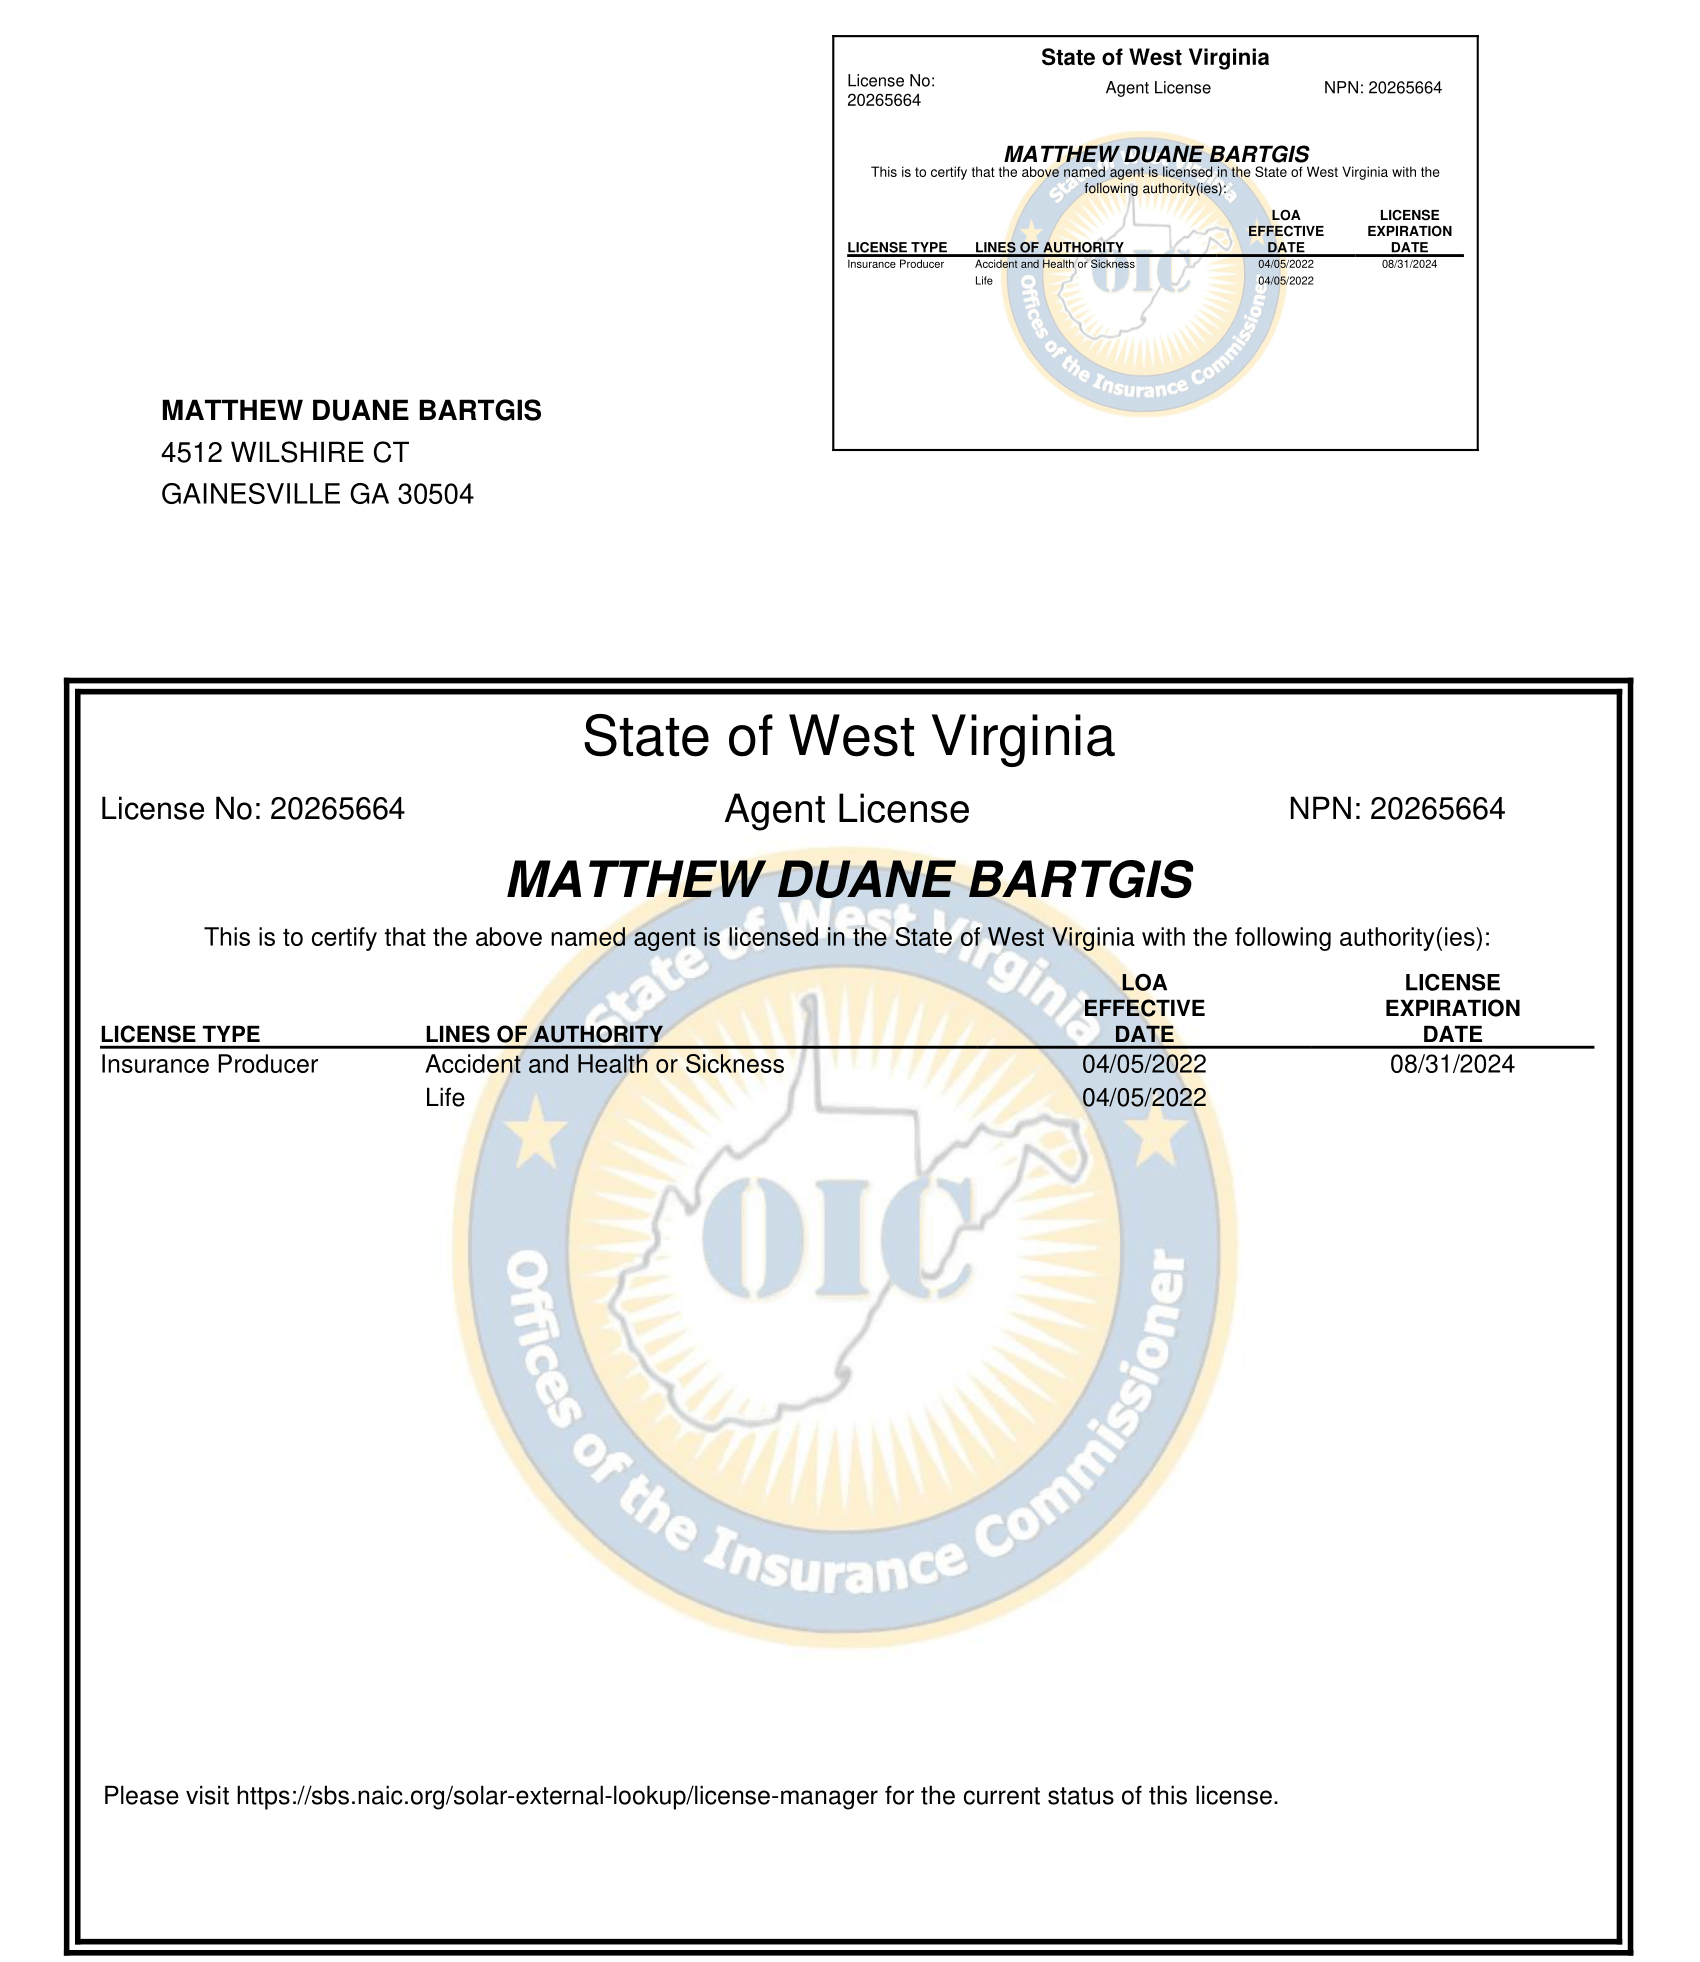 State of West Virginia
License No:
20265664
Agent License
NPN: 20265664
MATTHEW DUANE BARTGIS
This is to certify that the above named agent is licensed in the State of West Virginia with the
following authority(ies):
LOA
EFFECTIVE
DATE
LICENSE
EXPIRATION
DATE
LICENSE TYPE LINES OF AUTHORITY
Insurance Producer Accident and Health or Sickness 04/05/2022 08/31/2024
Life 04/05/2022
State of West Virginia
OIC
Offices of the Insurance Commissioner
MATTHEW DUANE BARTGIS
4512 WILSHIRE CT
GAINESVILLE GA 30504
State of West Virginia
License No: 20265664 Agent License NPN: 20265664
MATTHEW DUANE BARTGIS
This is to certify that the above named agent is licensed in the State of West Virginia with the following authority(ies):
LOA
EFFECTIVE
DATE
LICENSE
EXPIRATION
DATE
LICENSE TYPE LINES OF AUTHORITY
Insurance Producer Accident and Health or Sickness 04/05/2022 08/31/2024
Life 04/05/2022
State of West Virginia
OIC
Offices of the Insurance Commissioner
Please visit https://sbs.naic.org/solar-external-lookup/license-manager for the current status of this license.